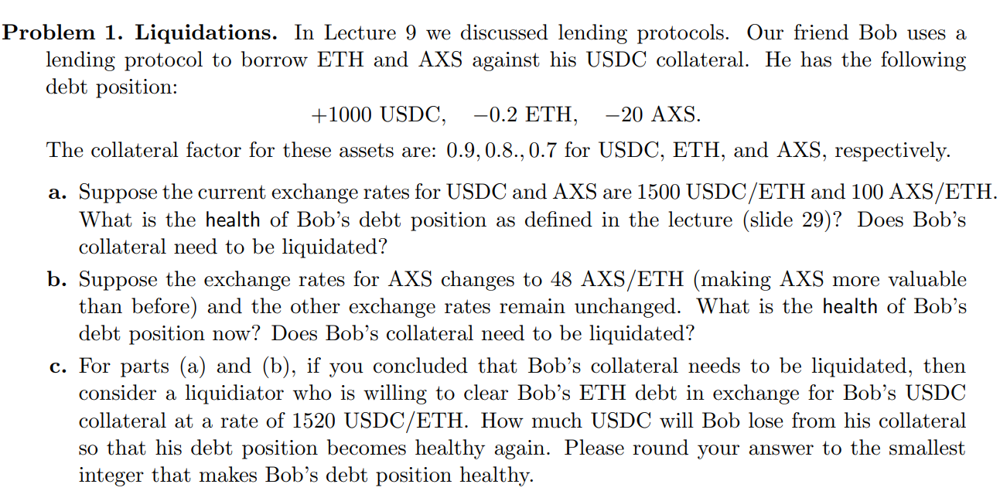 Problem 1. Liquidations. In Lecture 9 we discussed lending protocols. Our friend Bob uses a
lending protocol to borrow ETH and AXS against his USDC collateral. He has the following
debt position:
+1000 USDC, −0.2 ETH, −20 AXS.
The collateral factor for these assets are: 0.9, 0.8., 0.7 for USDC, ETH, and AXS, respectively.
a. Suppose the current exchange rates for USDC and AXS are 1500 USDC/ETH and 100 AXS/ETH.
What is the health of Bob's debt position as defined in the lecture (slide 29)? Does Bob's
collateral need to be liquidated?
b. Suppose the exchange rates for AXS changes to 48 AXS/ETH (making AXS more valuable
than before) and the other exchange rates remain unchanged. What is the health of Bob's
debt position now? Does Bob's collateral need to be liquidated?
c. For parts (a) and (b), if you concluded that Bob's collateral needs to be liquidated, then
consider a liquidiator who is willing to clear Bob's ETH debt in exchange for Bob's USDC
collateral at a rate of 1520 USDC/ETH. How much USDC will Bob lose from his collateral
so that his debt position becomes healthy again. Please round your answer to the smallest
integer that makes Bob's debt position healthy.